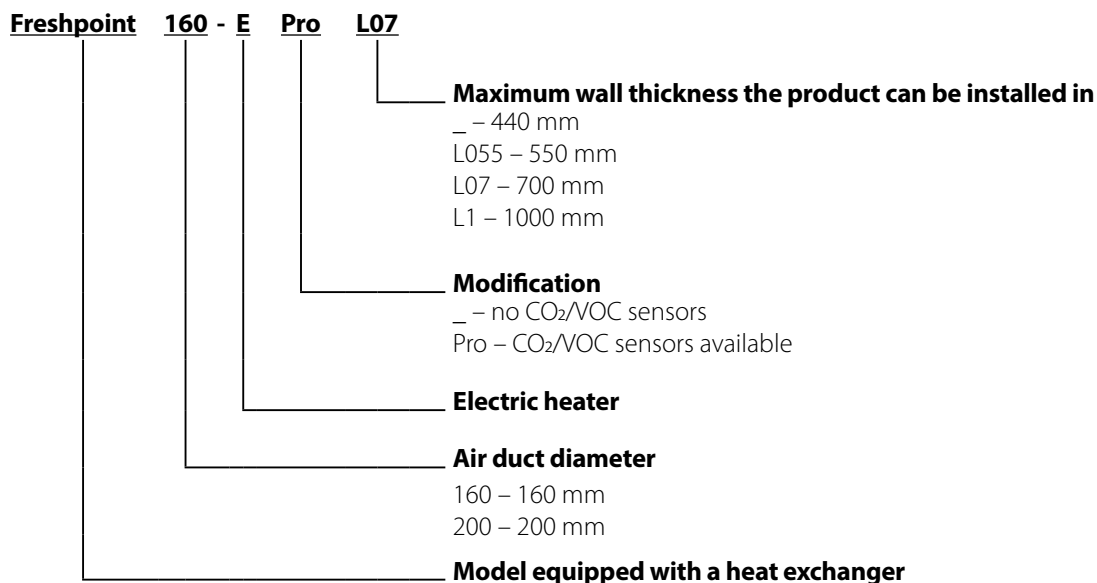 Freshpoint 160 - E Pro L07
Maximum wall thickness the product can be installed in
_ – 440 mm
L055 – 550 mm
L07 – 700 mm
L1 – 1000 mm
Modification
_ – no CO₂/VOC sensors
Pro – CO₂/VOC sensors available
Electric heater
Air duct diameter
160 – 160 mm
200 – 200 mm
Model equipped with a heat exchanger